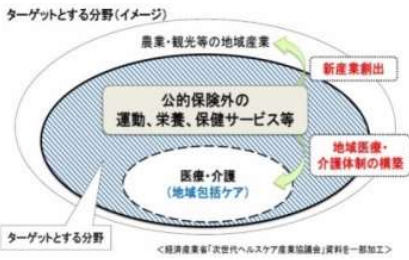 ターゲットとする分野(イメージ)
農業・観光等の地域産業
新産業創出
公的保険外の
運動、栄養、保健サービス等
地域医療・
介護体制の構築
医療・介護
(地域包括ケア)
ターゲットとする分野
<経済産業省「次世代ヘルスケア産業協議会」資料を一部加工>